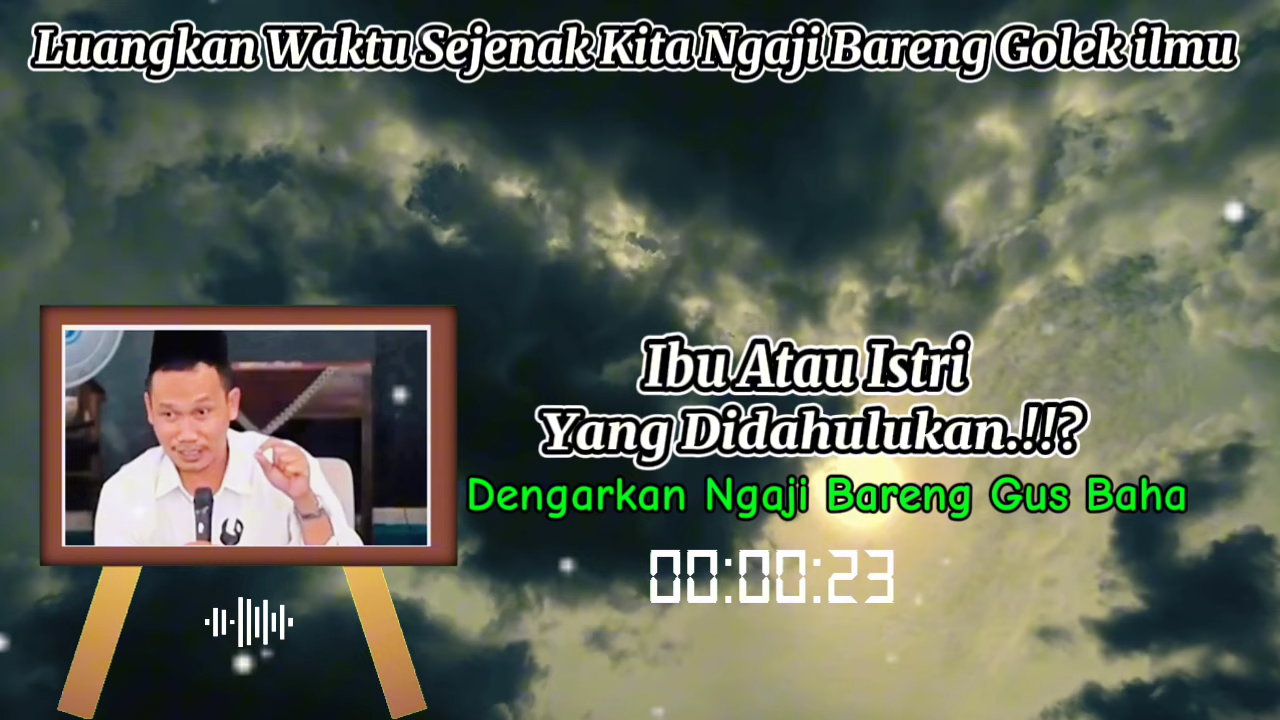 Luangkan Waktu Sejenak Kita Ngaji Bareng Golek ilmu
Ibu Atau Istri
Yang Didahulukan.!!!?
Dengarkan Ngaji Bareng Gus Baha
00:00:23